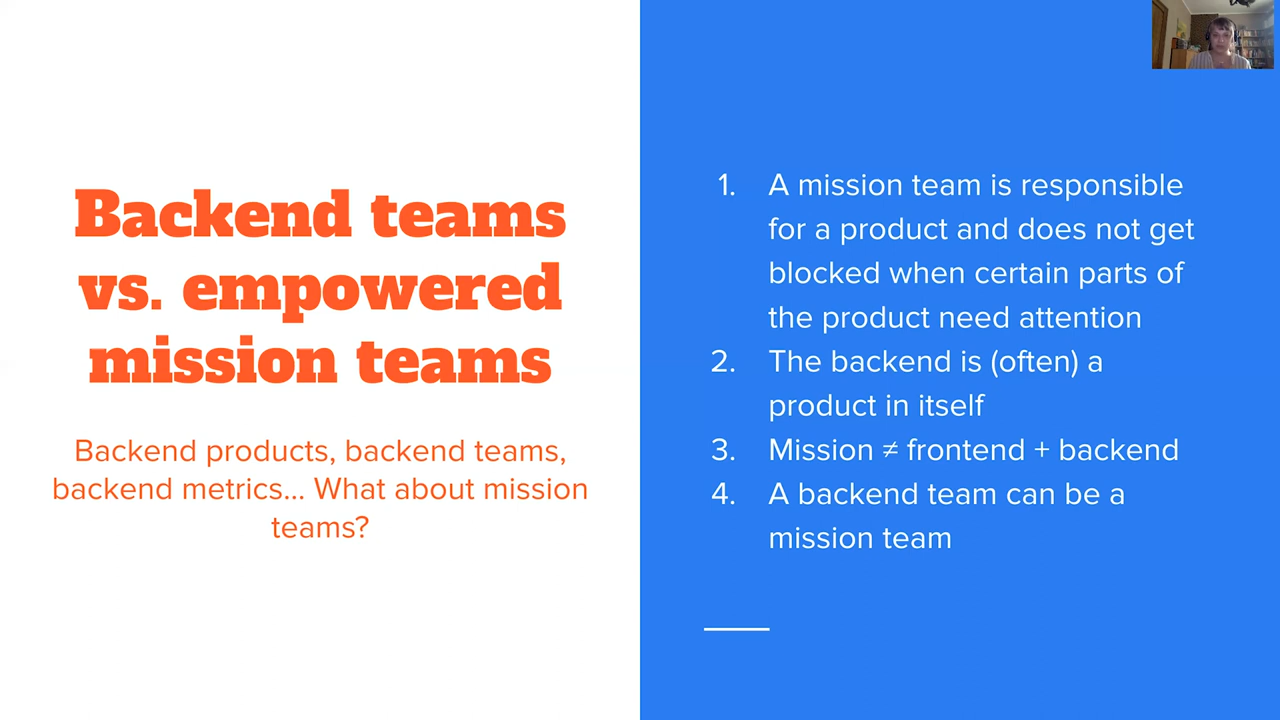 Backend teams
vs. empowered
mission teams
Backend products, backend teams,
backend metrics... What about mission
teams?
1. A mission team is responsible
for a product and does not get
blocked when certain parts of
the product need attention
2. The backend is (often) a
product in itself
3. Mission ≠ frontend + backend
4. A backend team can be a
mission team